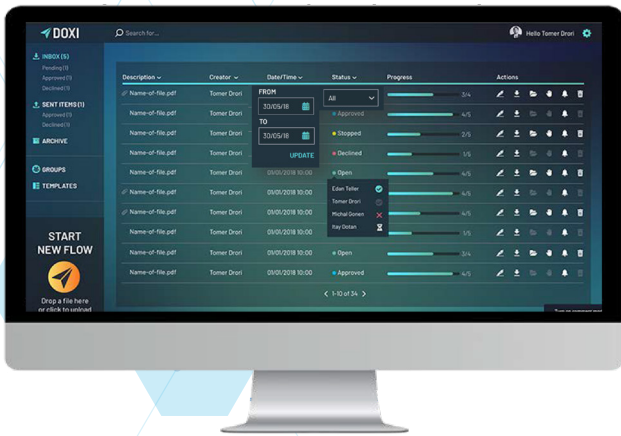 DOXI
Search for...
Hello Tomer Drori
INBOX (5)
Pending (1)
Approved (1)
Declined (1)
SENT ITEMS (1)
Approved (1)
Declined (1)
ARCHIVE
GROUPS
TEMPLATES
START
NEW FLOW
Drop a file here
or click to upload
Description Creator Date/Time Status Progress Actions
Name-of-file.pdf Tomer Drori 3/4
Name-of-file.pdf Tomer Drori Approved 4/5
Name-of-file.pdf Tomer Drori Stopped 2/5
Name-of-file.pdf Tomer Drori Declined 1/5
Name-of-file.pdf Tomer Drori 01/01/2018 10:00 Open 4/5
Name-of-file.pdf Tomer Drori 01/01/2018 10:00 4/5
Name-of-file.pdf Tomer Drori 01/01/2018 10:00 4/5
Name-of-file.pdf Tomer Drori 01/01/2018 10:00 1/5
Name-of-file.pdf Tomer Drori 01/01/2018 10:00 Open 3/4
Name-of-file.pdf Tomer Drori 01/01/2018 10:00 Approved 4/5
FROM
30/05/18
TO
30/05/18
UPDATE
All
Edan Teller
Tomer Drori
Michal Gonen
Itay Golan
1-10 of 34